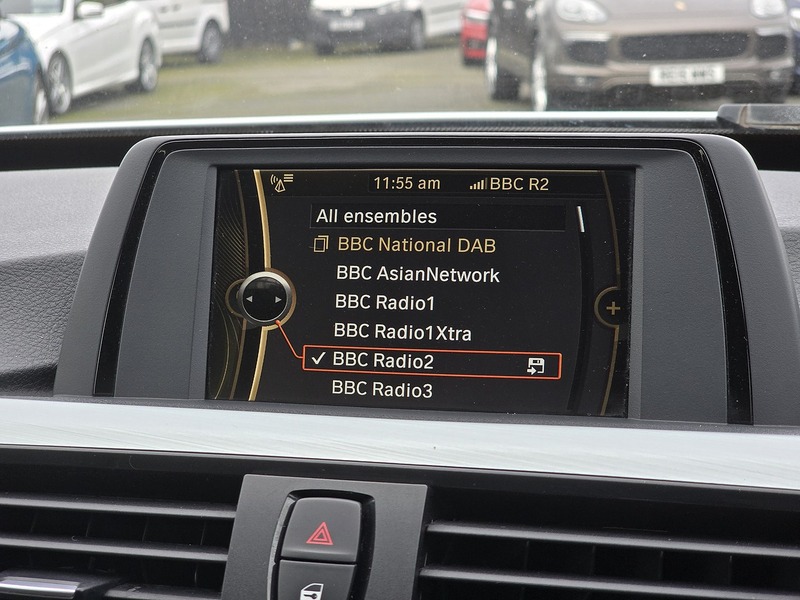 11:55 am BBC R2
All ensembles
BBC National DAB
BBC AsianNetwork
BBC Radio1
BBC Radio1Xtra
BBC Radio2
BBC Radio3